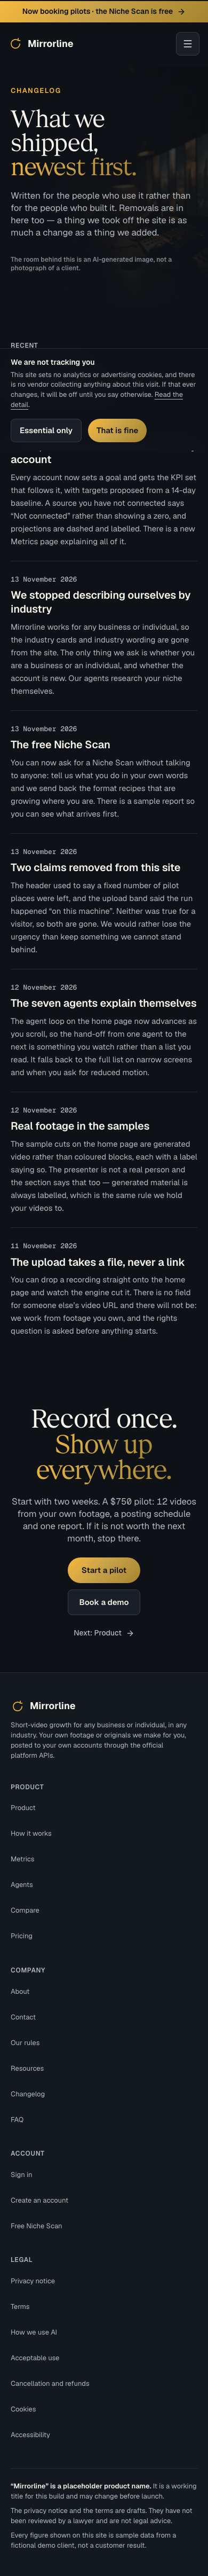 Now booking pilots · the Niche Scan is free →
Mirrorline
CHANGELOG
What we
shipped,
newest first.
Written for the people who use it rather than
for the people who built it. Removals are in
here too — a thing we took off the site is as
much a change as a thing we added.
The room behind this is an AI-generated image, not a
photograph of a client.
RECENT
We are not tracking you
This site sets no analytics or advertising cookies, and there
is no vendor collecting anything about this visit. If that ever
changes, it will be off until you say otherwise. Read the
detail.
Essential only
That is fine
account
Every account now sets a goal and gets the KPI set
that follows it, with targets proposed from a 14-day
baseline. A source you have not connected says
“Not connected” rather than showing a zero, and
projections are dashed and labelled. There is a new
Metrics page explaining all of it.
13 November 2026
We stopped describing ourselves by
industry
Mirrorline works for any business or individual, so
the industry cards and industry wording are gone
from the site. The only thing we ask is whether you
are a business or an individual, and whether the
account is new. Our agents research your niche
themselves.
13 November 2026
The free Niche Scan
You can now ask for a Niche Scan without talking
to anyone: tell us what you do in your own words
and we send back the format recipes that are
growing where you are. There is a sample report so
you can see what arrives first.
13 November 2026
Two claims removed from this site
The header used to say a fixed number of pilot
places were left, and the upload band said the run
happened “on this machine”. Neither was true for a
visitor, so both are gone. We would rather lose the
urgency than keep something we cannot stand
behind.
12 November 2026
The seven agents explain themselves
The agent loop on the home page now advances as
you scroll, so the hand-off from one agent to the
next is something you watch rather than a list you
read. It falls back to the full list on narrow screens
and when you ask for reduced motion.
12 November 2026
Real footage in the samples
The sample cuts on the home page are generated
video rather than coloured blocks, each with a label
saying so. The presenter is not a real person and
the section says that too — generated material is
always labelled, which is the same rule we hold
your videos to.
11 November 2026
The upload takes a file, never a link
You can drop a recording straight onto the home
page and watch the engine cut it. There is no field
for someone else’s video URL and there will not be:
we work from footage you own, and the rights
question is asked before anything starts.
Record once.
Show up
everywhere.
Start with two weeks. A $750 pilot: 12 videos
from your own footage, a posting schedule
and one report. If it is not worth the next
month, stop there.
Start a pilot
Book a demo
Next: Product →
Mirrorline
Short-video growth for any business or individual, in any
industry. Your own footage or originals we make for you,
posted to your own accounts through the official
platform APIs.
PRODUCT
Product
How it works
Metrics
Agents
Compare
Pricing
COMPANY
About
Contact
Our rules
Resources
Changelog
FAQ
ACCOUNT
Sign in
Create an account
Free Niche Scan
LEGAL
Privacy notice
Terms
How we use AI
Acceptable use
Cancellation and refunds
Cookies
Accessibility
“Mirrorline” is a placeholder product name. It is a working
title for this build and may change before launch.
The privacy notice and the terms are drafts. They have not
been reviewed by a lawyer and are not legal advice.
Every figure shown on this site is sample data from a
fictional demo client, not a customer result.